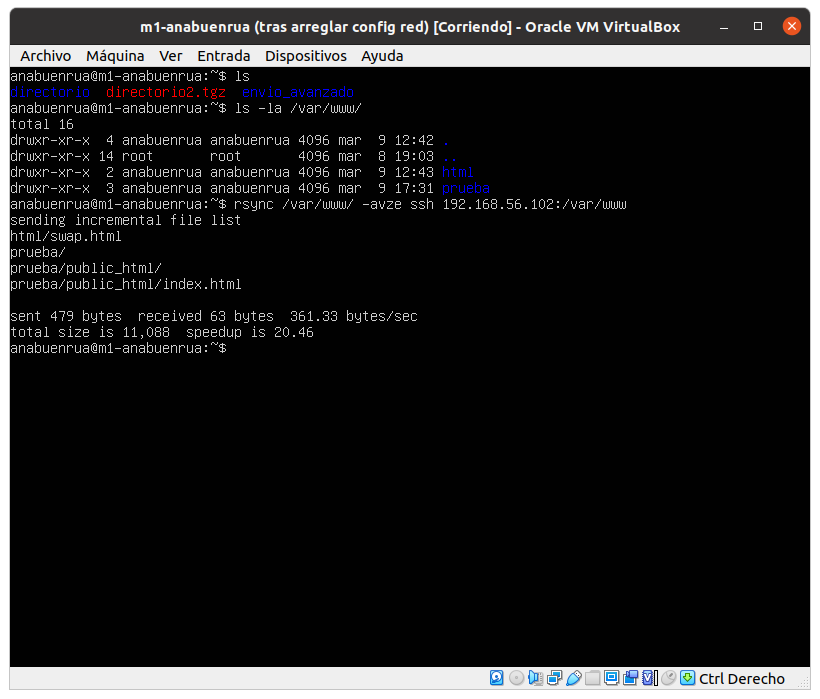 m1-anabuenrua (tras arreglar config red) [Corriendo] - Oracle VM VirtualBox
Archivo Máquina Ver Entrada Dispositivos Ayuda
anabuenrua@m1-anabuenrua:~$ ls
directorio  directorio2.tgz  envio_avanzado
anabuenrua@m1-anabuenrua:~$ ls -la /var/www/
total 16
drwxr-xr-x  4 anabuenrua anabuenrua 4096 mar  9 12:42 .
drwxr-xr-x 14 root       root       4096 mar  8 19:03 ..
drwxr-xr-x  2 anabuenrua anabuenrua 4096 mar  9 12:43 html
drwxr-xr-x  3 anabuenrua anabuenrua 4096 mar  9 17:31 prueba
anabuenrua@m1-anabuenrua:~$ rsync /var/www/ -avze ssh 192.168.56.102:/var/www
sending incremental file list
html/swap.html
prueba/
prueba/public_html/
prueba/public_html/index.html
sent 479 bytes  received 63 bytes  361.33 bytes/sec
total size is 11,088  speedup is 20.46
anabuenrua@m1-anabuenrua:~$
Ctrl Derecho